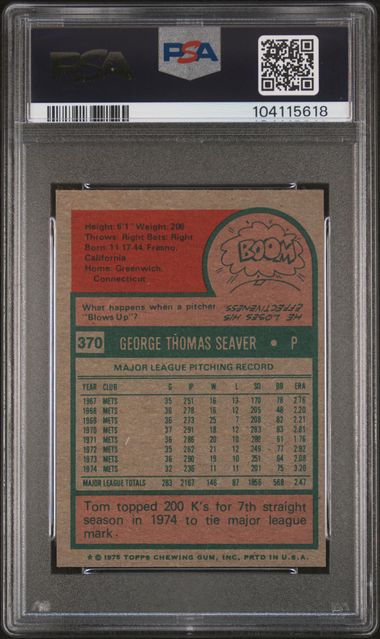 PSA
PSA
104115618
Height: 6'1" Weight: 206
Throws: Right Bats: Right
Born: 11-17-44, Fresno,
California
Home: Greenwich,
Connecticut
BOOM
What happens when a pitcher
"Blows Up"?
HE LOSES HIS
EFFECTIVENESS
370 GEORGE THOMAS SEAVER • P
MAJOR LEAGUE PITCHING RECORD
YEAR CLUB G IP W L SO BB ERA
1967 METS 35 251 16 13 170 78 2.76
1968 METS 36 278 16 12 205 48 2.20
1969 METS 36 273 25 7 208 82 2.21
1970 METS 37 291 18 12 283 83 2.81
1971 METS 36 286 20 10 289 61 1.76
1972 METS 35 262 21 12 249 77 2.92
1973 METS 36 290 19 10 251 64 2.08
1974 METS 32 236 11 11 201 75 3.20
MAJOR LEAGUE TOTALS 283 2167 146 87 1856 568 2.47
Tom topped 200 K's for 7th straight
season in 1974 to tie major league
mark.
★ © 1975 TOPPS CHEWING GUM, INC. PRTD IN U.S.A.